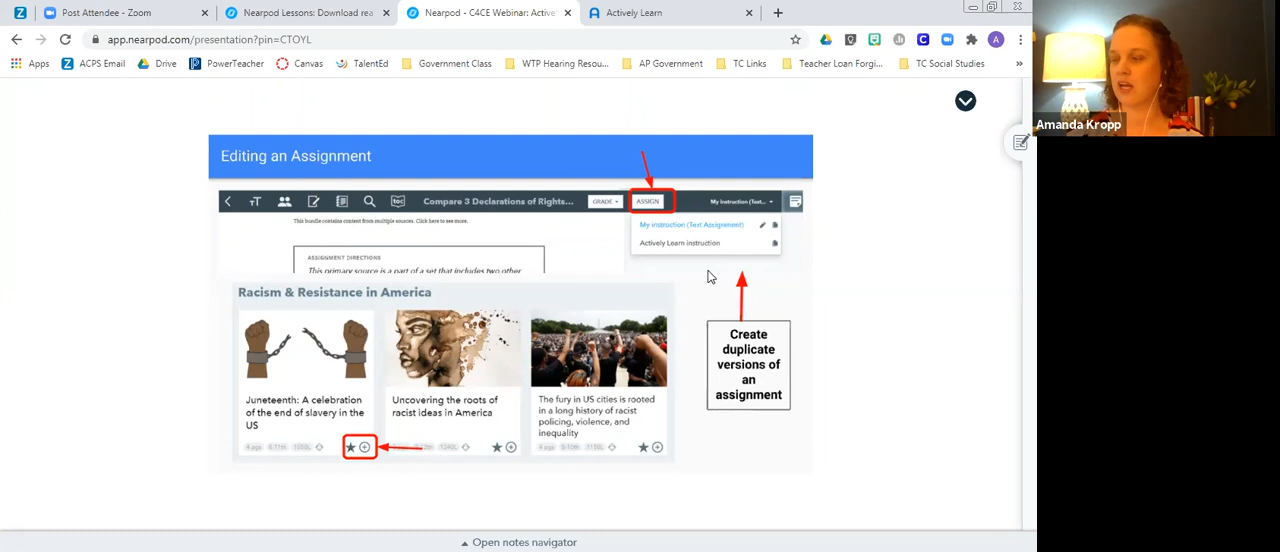 Post Attendee - Zoom
Nearpod Lessons: Download rea
Nearpod - C4CE Webinar: Active
Actively Learn
app.nearpod.com/presentation?pin=CTOYL
Apps
ACPS Email
Drive
PowerTeacher
Canvas
TalentEd
Government Class
WTP Hearing Resou...
AP Government
TC Links
Teacher Loan Forgi...
TC Social Studies
»
Amanda Kropp
Editing an Assignment
toc
Compare 3 Declarations of Rights...
GRADE
ASSIGN
My instruction (Text...
This bundle contains content from multiple sources. Click here to see more.
My instruction (Text Assignment)
Actively Learn instruction
ASSIGNMENT DIRECTIONS
This primary source is a part of a set that includes two other
Racism & Resistance in America
Juneteenth: A celebration
of the end of slavery in the
US
4 pgs
Uncovering the roots of
racist ideas in America
1240L
The fury in US cities is rooted
in a long history of racist
policing, violence, and
inequality
4 pgs
Create
duplicate
versions of
an
assignment
Open notes navigator